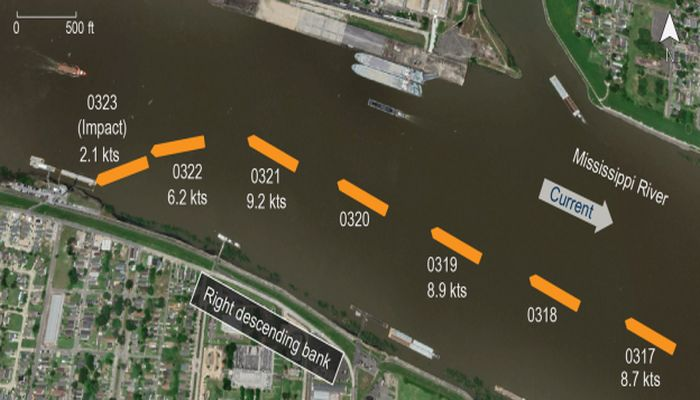 0 500 ft
N
0323
(Impact)
2.1 kts
0322
6.2 kts
0321
9.2 kts
0320
0319
8.9 kts
0318
0317
8.7 kts
Mississippi River
Current
Right descending bank